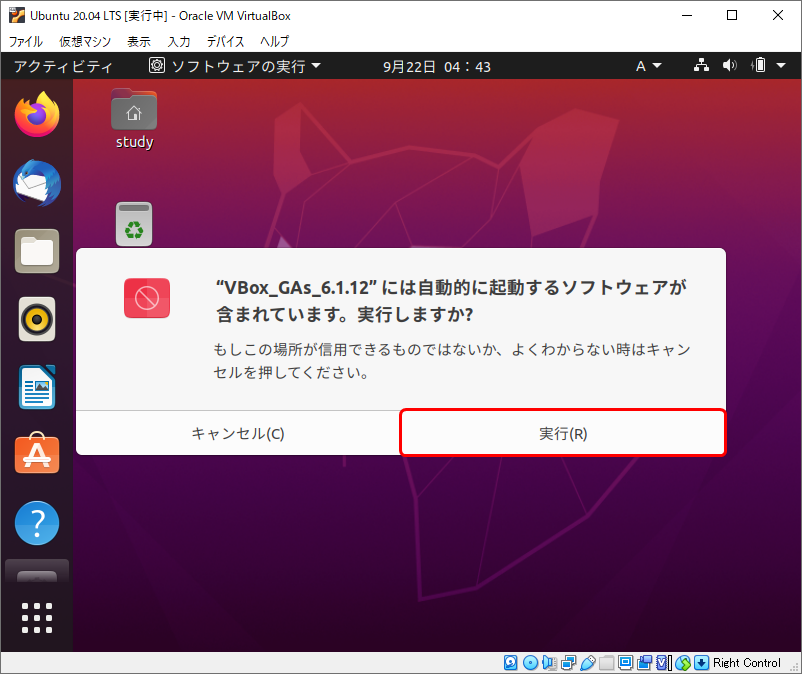 Ubuntu 20.04 LTS [実行中] - Oracle VM VirtualBox
ファイル 仮想マシン 表示 入力 デバイス ヘルプ
アクティビティ ソフトウェアの実行 9月22日 04：43 A
study
“VBox_GAs_6.1.12” には自動的に起動するソフトウェアが
含まれています。実行しますか?
もしこの場所が信用できるものではないか、よくわからない時はキャン
セルを押してください。
キャンセル(C) 実行(R)
Right Control